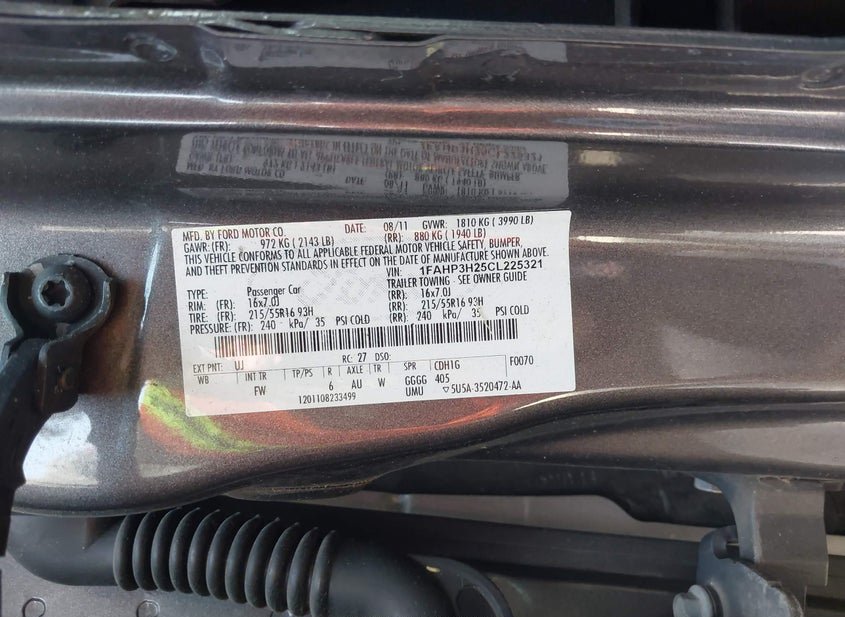 MFD. BY FORD MOTOR CO. DATE: 08/11 GVWR: 1810 KG ( 3990 LB)
GAWR: (FR): 972 KG ( 2143 LB) (RR): 880 KG ( 1940 LB)
THIS VEHICLE CONFORMS TO ALL APPLICABLE FEDERAL MOTOR VEHICLE SAFETY, BUMPER,
AND THEFT PREVENTION STANDARDS IN EFFECT ON THE DATE OF MANUFACTURE SHOWN ABOVE.
VIN: 1FAHP3H25CL225321
TYPE: Passenger Car TRAILER TOWING - SEE OWNER GUIDE
RIM: (FR): 16x7.0J (RR): 16x7.0J
TIRE: (FR): 215/55R16 93H (RR): 215/55R16 93H
PRESSURE: (FR): 240 kPa/ 35 PSI COLD (RR): 240 kPa/ 35 PSI COLD
EXT PNT: UJ RC: 27 DSO: F0070
WB INT TR TP/PS R AXLE TR SPR CDH1G
FW 6 AU W GGGG 405
1201108233499 UMU ▽5U5A-3520472-AA